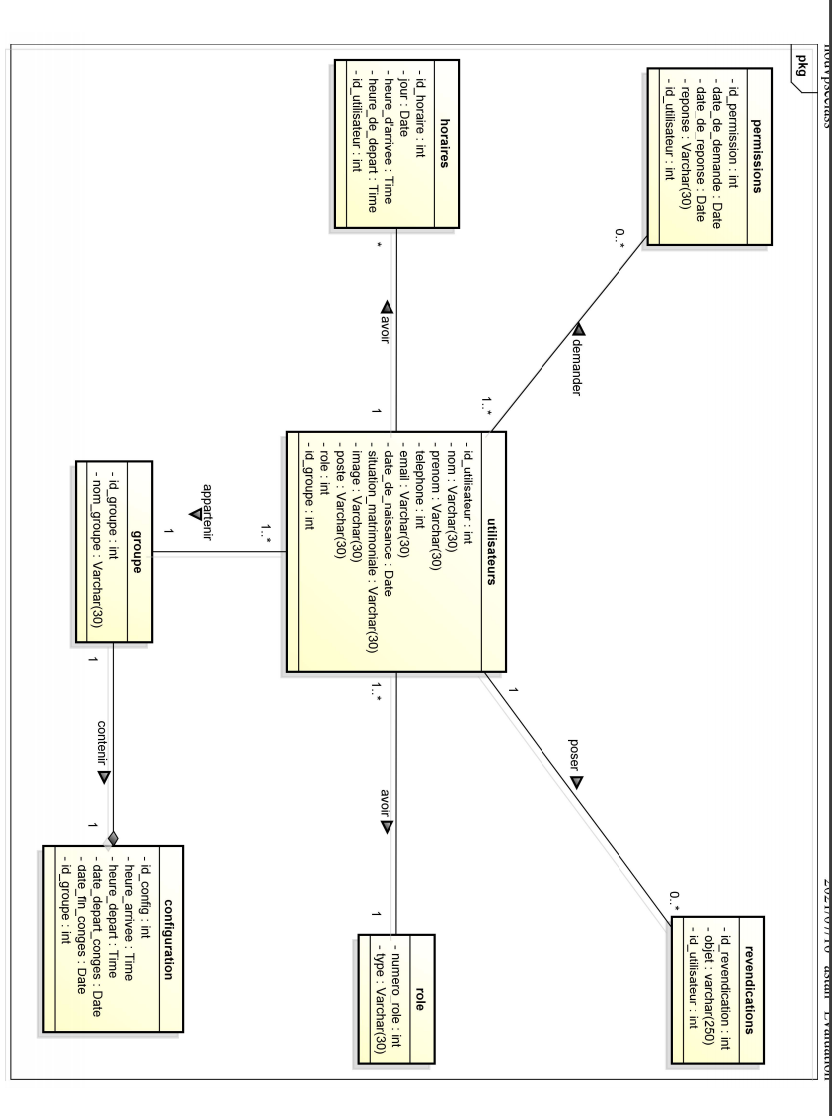 pkg
permissions
- id_permission : int
- date_de_demande : Date
- date_de_reponse : Date
- reponse : Varchar(30)
- id_utilisateur : int
0..*
demander
1..*
revendications
- id_revendication : int
- objet : varchar(250)
- id_utilisateur : int
0..*
poser
1
horaires
- id_horaire : int
- jour : Date
- heure_d'arrivee : Time
- heure_de_depart : Time
- id_utilisateur : int
*
avoir
1
utilisateurs
- id_utilisateur : int
- nom : Varchar(30)
- prenom : Varchar(30)
- telephone : int
- email : Varchar(30)
- date_de_naissance : Date
- situation_matrimoniale : Varchar(30)
- image : Varchar(30)
- poste : Varchar(30)
- role : int
- id_groupe : int
1..*
avoir
1
role
- numero_role : int
- type : Varchar(30)
1..*
appartenir
1
groupe
- id_groupe : int
- nom_groupe : Varchar(30)
1
contenir
1
configuration
- id_config : int
- heure_arrivee : Time
- heure_depart : Time
- date_depart_conges : Date
- date_fin_conges : Date
- id_groupe : int